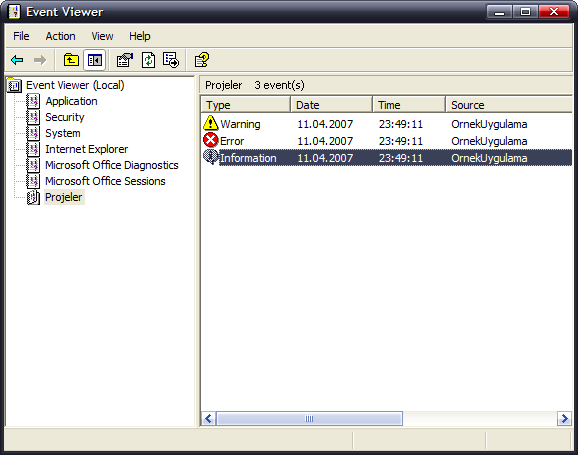 Event Viewer
File Action View Help
Event Viewer (Local)
Application
Security
System
Internet Explorer
Microsoft Office Diagnostics
Microsoft Office Sessions
Projeler
Projeler 3 event(s)
Type Date Time Source
Warning 11.04.2007 23:49:11 OrnekUygulama
Error 11.04.2007 23:49:11 OrnekUygulama
Information 11.04.2007 23:49:11 OrnekUygulama